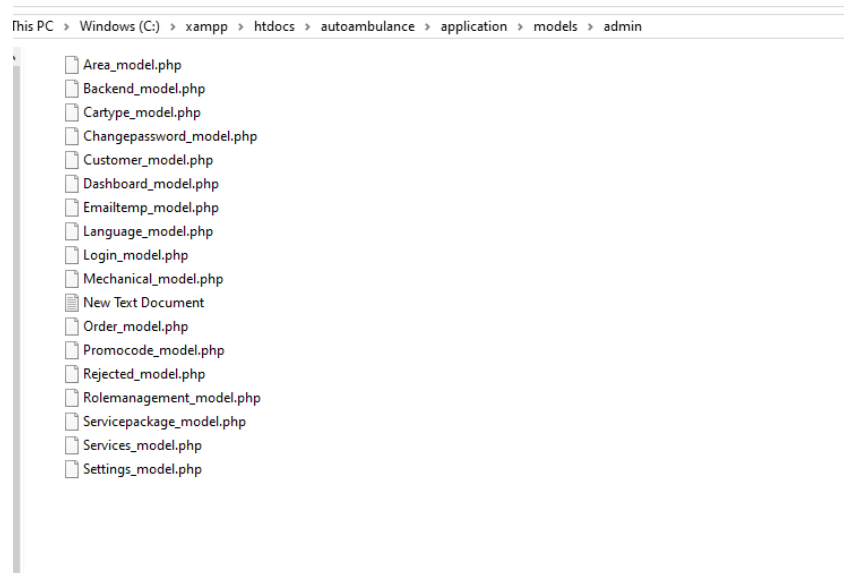 This PC > Windows (C:) > xampp > htdocs > autoambulance > application > models > admin
Area_model.php
Backend_model.php
Cartype_model.php
Changepassword_model.php
Customer_model.php
Dashboard_model.php
Emailtemp_model.php
Language_model.php
Login_model.php
Mechanical_model.php
New Text Document
Order_model.php
Promocode_model.php
Rejected_model.php
Rolemanagement_model.php
Servicepackage_model.php
Services_model.php
Settings_model.php